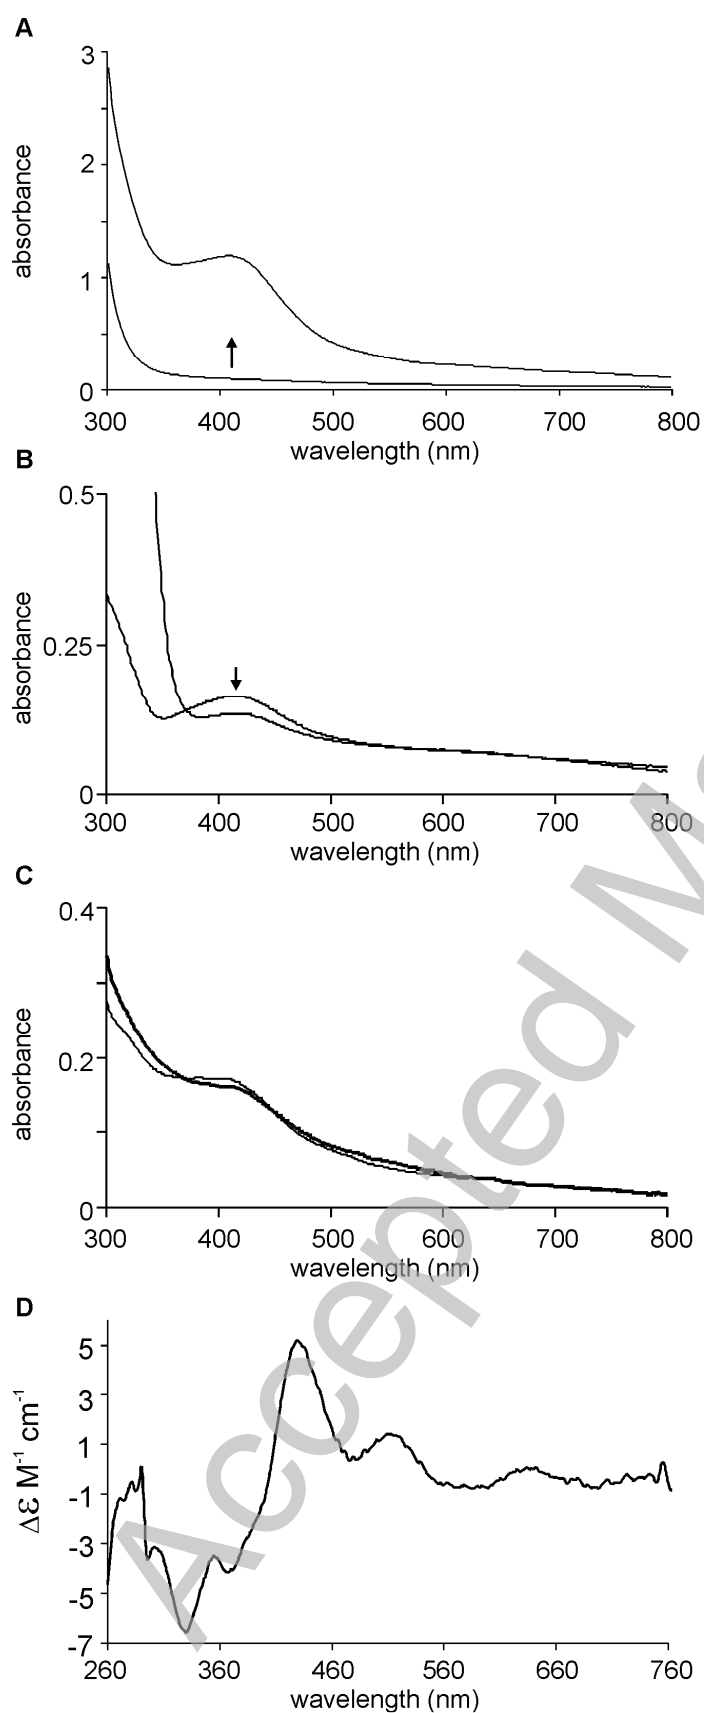 A
3
2
1
0
absorbance
300 400 500 600 700 800
wavelength (nm)
B
0.5
0.25
0
absorbance
300 400 500 600 700 800
wavelength (nm)
C
0.4
0.2
0
absorbance
300 400 500 600 700 800
wavelength (nm)
D
5
3
1
-1
-3
-5
-7
Δε M⁻¹ cm⁻¹
260 360 460 560 660 760
wavelength (nm)
Accepted